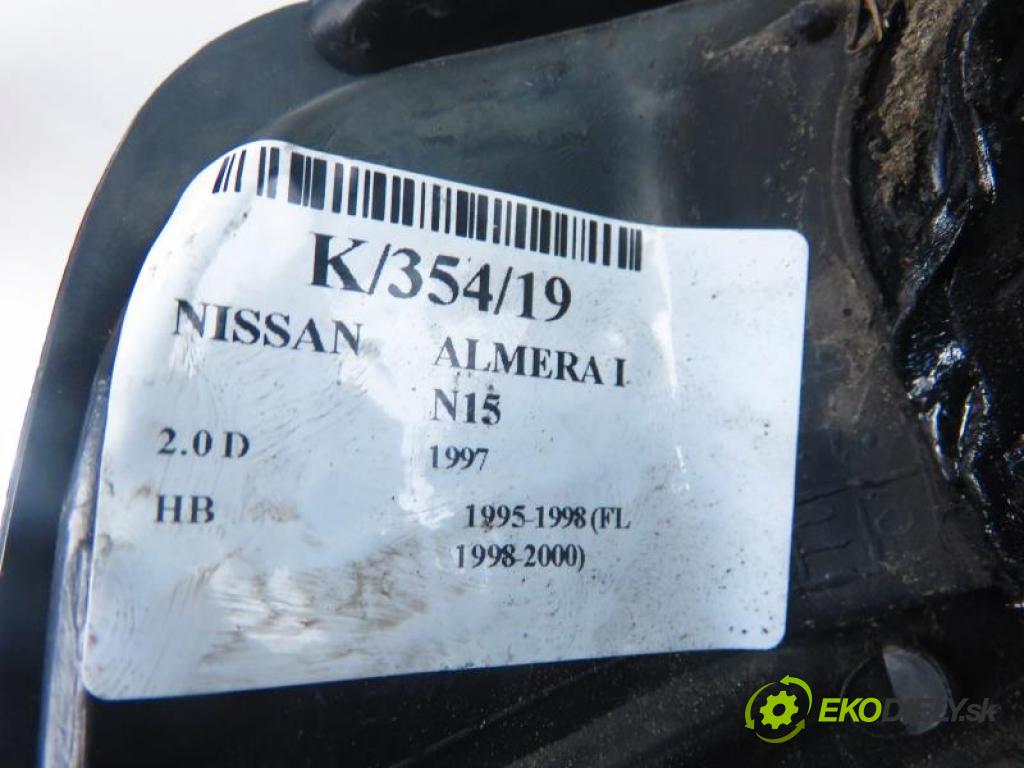 K/354/19
NISSAN ALMERA I
N15
2.0 D 1997
HB 1995-1998 (FL
1998-2000)
EKODIELY.sk